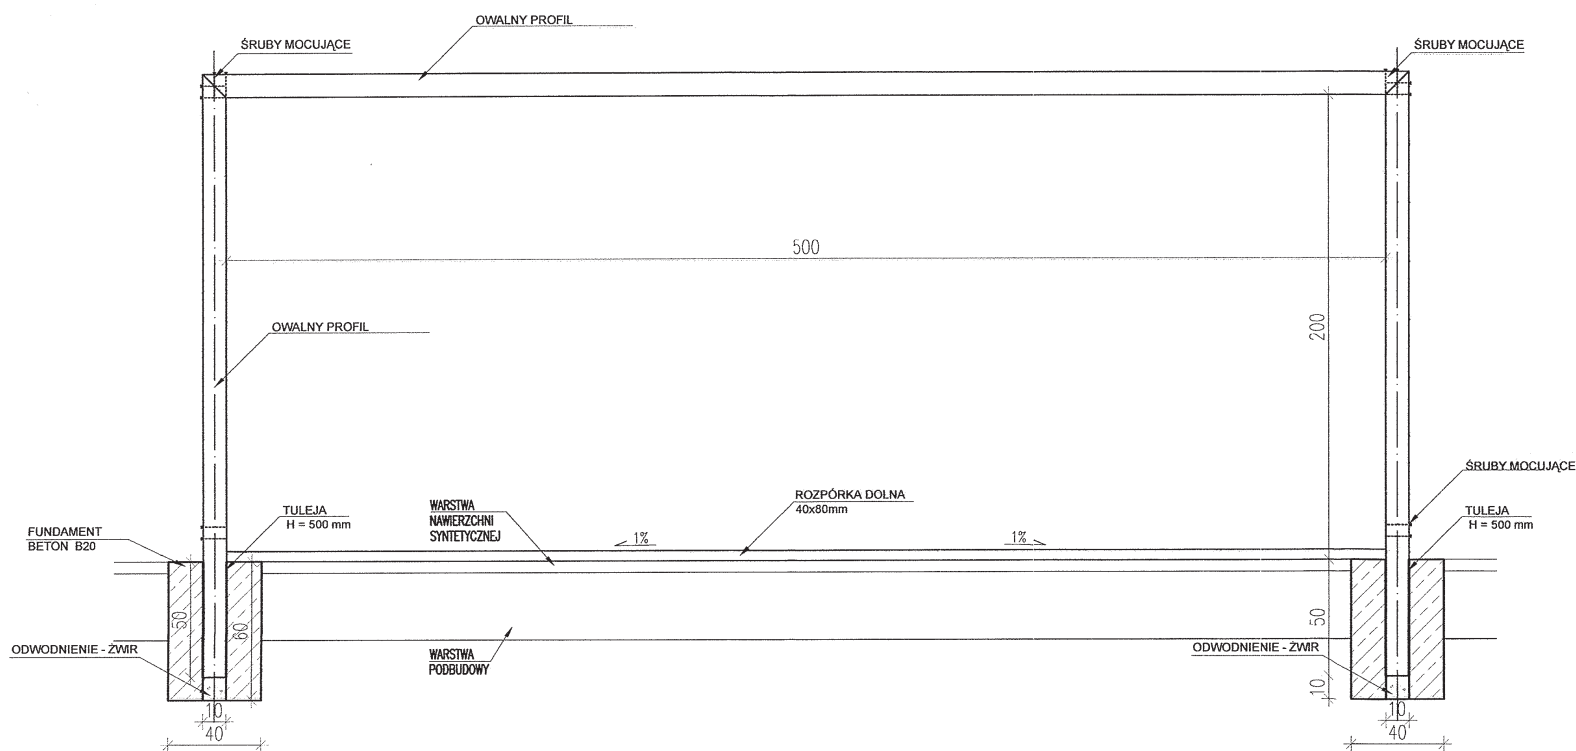 OWALNY PROFIL
ŚRUBY MOCUJĄCE
ŚRUBY MOCUJĄCE
500
OWALNY PROFIL
200
ŚRUBY MOCUJĄCE
ROZPÓRKA DOLNA
40x80mm
WARSTWA
NAWIERZCHNI
SYNTETYCZNEJ
TULEJA
H = 500 mm
TULEJA
H = 500 mm
FUNDAMENT
BETON B20
1%
1%
50
60
50
ODWODNIENIE - ŻWIR
WARSTWA
PODBUDOWY
ODWODNIENIE - ŻWIR
10
10
40
10
40